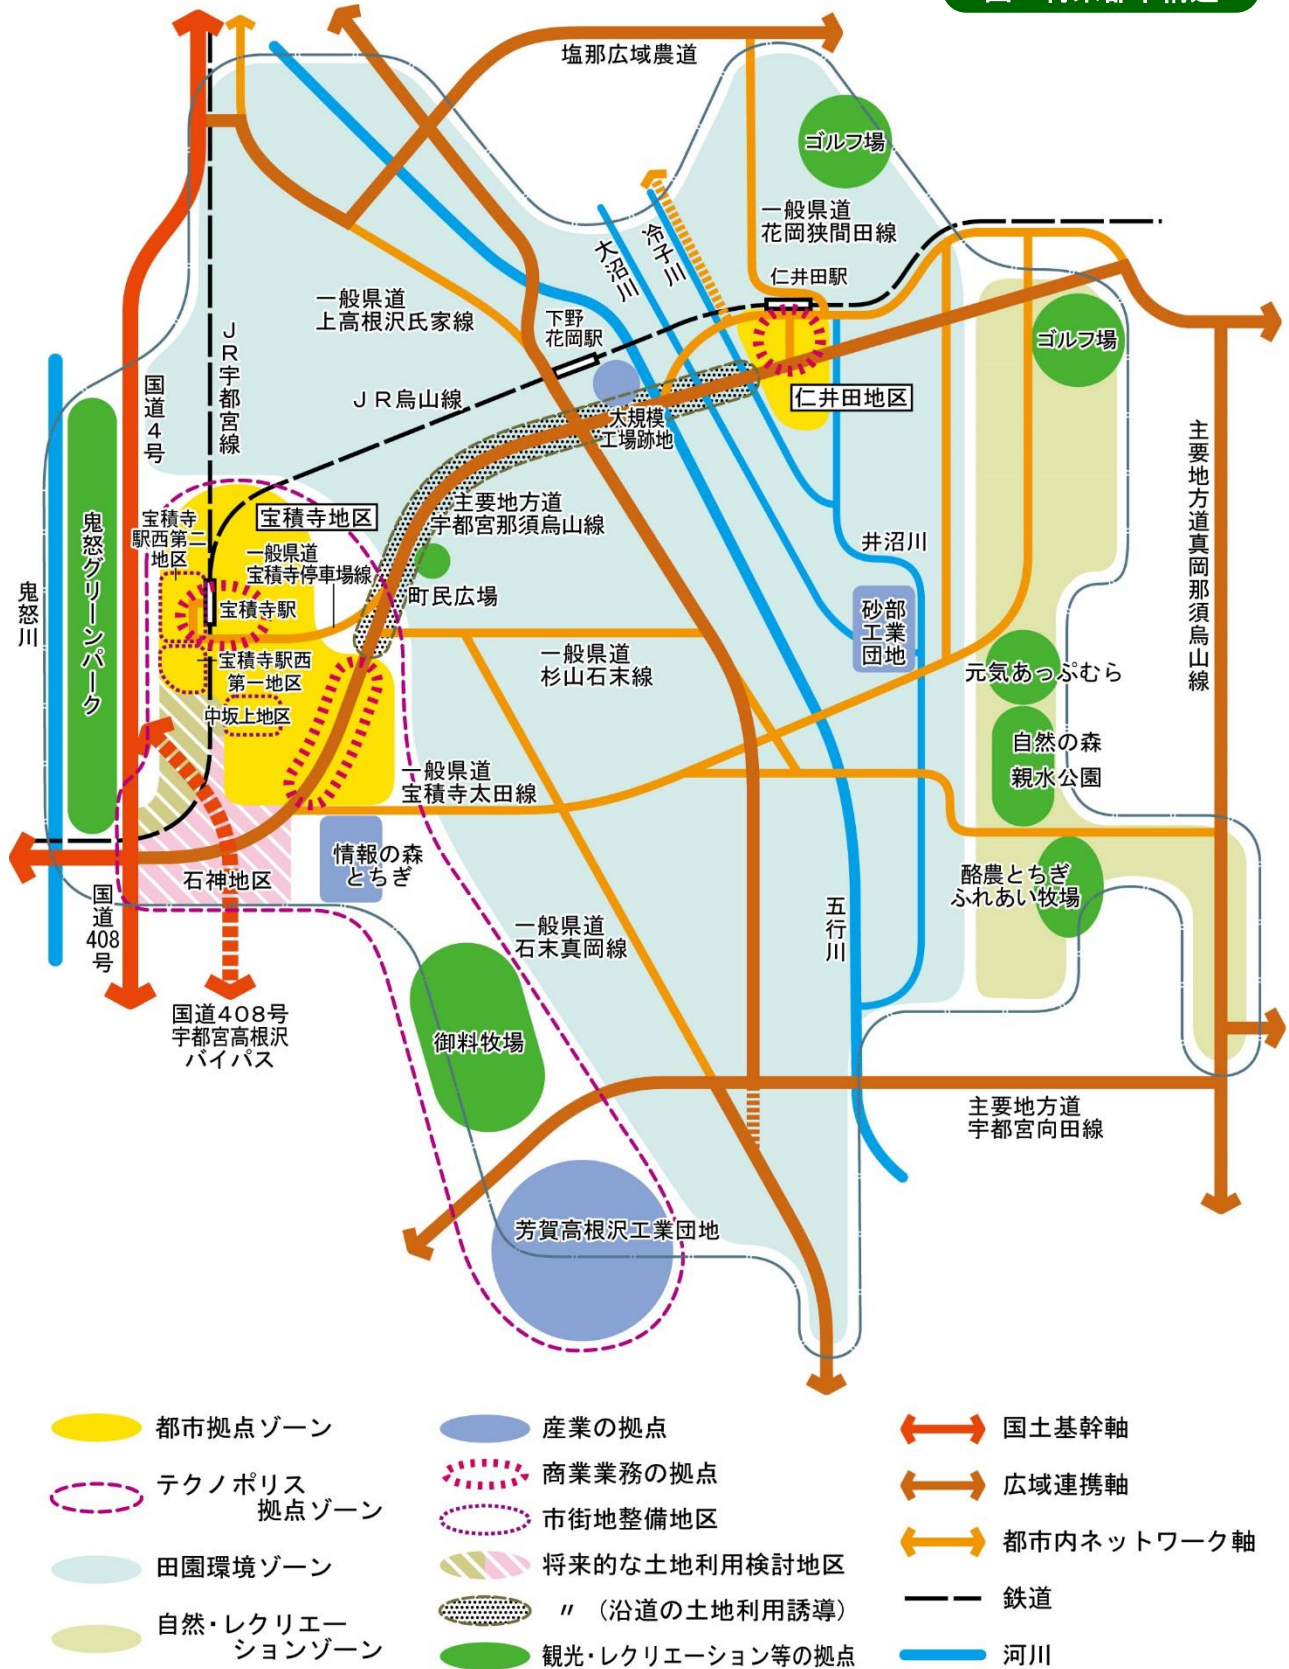 塩那広域農道
ゴルフ場
一般県道
花岡狭間田線
冷子川
大沼川
仁井田駅
一般県道
上高根沢氏家線
下野
花岡駅
ゴルフ場
JR宇都宮線
国道4号
JR烏山線
仁井田地区
大規模
工場跡地
主要地方道真岡那須烏山線
主要地方道
宇都宮那須烏山線
宝積寺地区
宝積寺
駅西第二
地区
一般県道
宝積寺停車場線
井沼川
鬼怒川
鬼怒グリーンパーク
町民広場
宝積寺駅
砂部
工業
団地
一般県道
杉山石末線
宝積寺駅西
第一地区
元気あっぷむら
中坂上地区
自然の森
親水公園
一般県道
宝積寺太田線
情報の森
とちぎ
石神地区
酪農とちぎ
ふれあい牧場
国道
408
号
一般県道
石末真岡線
五行川
国道408号
宇都宮高根沢
バイパス
御料牧場
主要地方道
宇都宮向田線
芳賀高根沢工業団地
都市拠点ゾーン
テクノポリス
拠点ゾーン
田園環境ゾーン
自然・レクリエー
ションゾーン
産業の拠点
商業業務の拠点
市街地整備地区
将来的な土地利用検討地区
〃 (沿道の土地利用誘導)
観光・レクリエーション等の拠点
国土基幹軸
広域連携軸
都市内ネットワーク軸
鉄道
河川